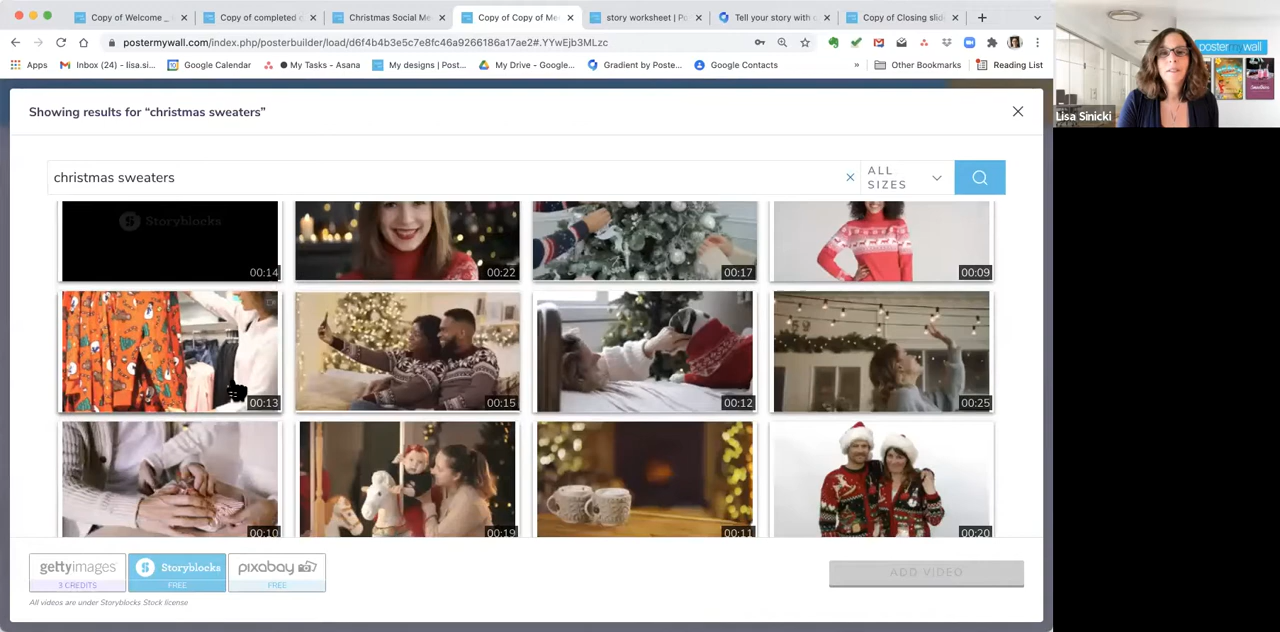 Copy of Welcome _
Copy of completed
Christmas Social Me
Copy of Copy of Me
story worksheet | Po
Tell your story with
Copy of Closing slid
postermywall.com/index.php/posterbuilder/load/d6f4b4b3e5c7e8fc46a9266186a17ae2#.YYwEjb3MLzc
Apps
Inbox (24) - lisa.si...
Google Calendar
My Tasks - Asana
My designs | Post...
My Drive - Google...
Gradient by Poste...
Google Contacts
»
Other Bookmarks
Reading List
postermywall
Lisa Sinicki
Showing results for “christmas sweaters”
christmas sweaters
ALL
SIZES
Storyblocks
00:14
00:22
00:17
00:09
00:13
00:15
00:12
00:25
00:10
00:19
00:11
00:20
gettyimages
3 CREDITS
Storyblocks
FREE
pixabay
FREE
ADD VIDEO
All videos are under Storyblocks Stock license